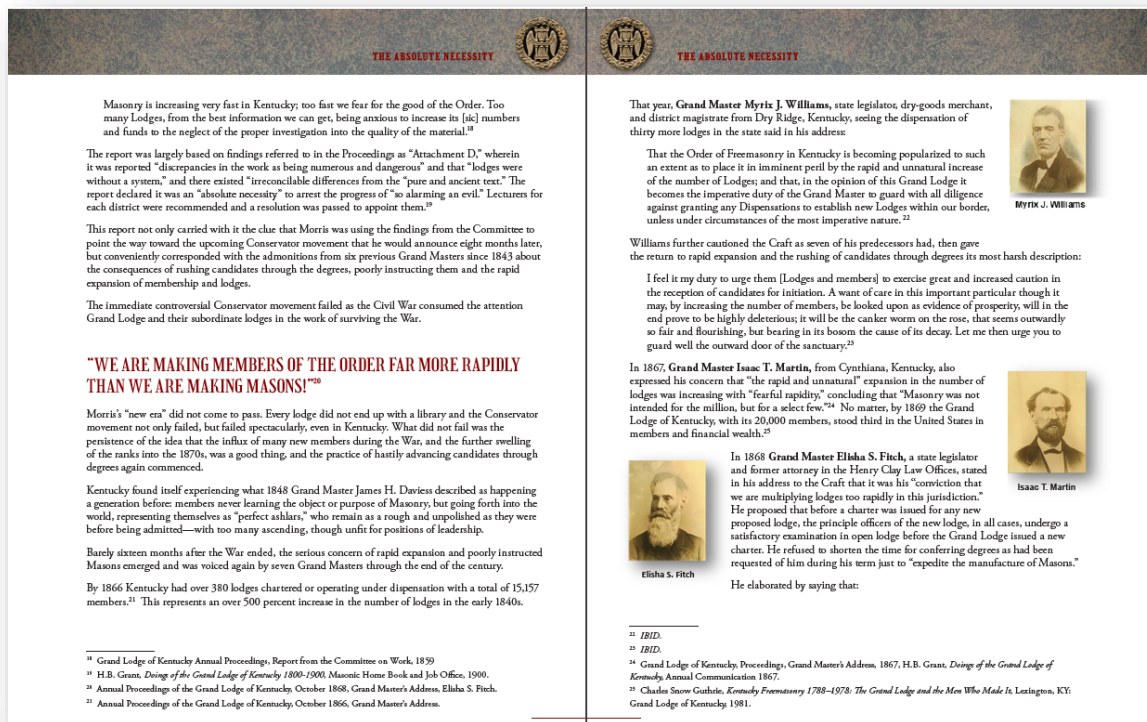 THE ABSOLUTE NECESSITY
Masonry is increasing very fast in Kentucky; too fast we fear for the good of the Order. Too
many Lodges, from the best information we can get, being anxious to increase its [sic] numbers
and funds to the neglect of the proper investigation into the quality of the material.¹⁸
The report was largely based on findings referred to in the Proceedings as “Attachment D,” wherein
it was reported “discrepancies in the work as being numerous and dangerous” and that “lodges were
without a system,” and there existed “irreconcilable differences from the “pure and ancient text.” The
report declared it was an “absolute necessity” to arrest the progress of “so alarming an evil.” Lecturers for
each district were recommended and a resolution was passed to appoint them.¹⁹
This report not only carried with it the clue that Morris was using the findings from the Committee to
point the way toward the upcoming Conservator movement that he would announce eight months later,
but conveniently corresponded with the admonitions from six previous Grand Masters since 1843 about
the consequences of rushing candidates through the degrees, poorly instructing them and the rapid
expansion of membership and lodges.
The immediate controversial Conservator movement failed as the Civil War consumed the attention
Grand Lodge and their subordinate lodges in the work of surviving the War.
“WE ARE MAKING MEMBERS OF THE ORDER FAR MORE RAPIDLY
THAN WE ARE MAKING MASONS!”²⁰
Morris’s “new era” did not come to pass. Every lodge did not end up with a library and the Conservator
movement not only failed, but failed spectacularly, even in Kentucky. What did not fail was the
persistence of the idea that the influx of many new members during the War, and the further swelling
of the ranks into the 1870s, was a good thing, and the practice of hastily advancing candidates through
degrees again commenced.
Kentucky found itself experiencing what 1848 Grand Master James H. Daviess described as happening
a generation before: members never learning the object or purpose of Masonry, but going forth into the
world, representing themselves as “perfect ashlars,” who remain as a rough and unpolished as they were
before being admitted—with too many ascending, though unfit for positions of leadership.
Barely sixteen months after the War ended, the serious concern of rapid expansion and poorly instructed
Masons emerged and was voiced again by seven Grand Masters through the end of the century.
By 1866 Kentucky had over 380 lodges chartered or operating under dispensation with a total of 15,157
members.²¹ This represents an over 500 percent increase in the number of lodges in the early 1840s.
¹⁸ Grand Lodge of Kentucky Annual Proceedings, Report from the Committee on Work, 1859
¹⁹ H.B. Grant, Doings of the Grand Lodge of Kentucky 1800-1900, Masonic Home Book and Job Office, 1900.
²⁰ Annual Proceedings of the Grand Lodge of Kentucky, October 1868, Grand Master’s Address, Elisha S. Fitch.
²¹ Annual Proceedings of the Grand Lodge of Kentucky, October 1866, Grand Master’s Address.
THE ABSOLUTE NECESSITY
That year, Grand Master Myrix J. Williams, state legislator, dry-goods merchant,
and district magistrate from Dry Ridge, Kentucky, seeing the dispensation of
thirty more lodges in the state said in his address:
That the Order of Freemasonry in Kentucky is becoming popularized to such
an extent as to place it in imminent peril by the rapid and unnatural increase
of the number of Lodges; and that, in the opinion of this Grand Lodge it
becomes the imperative duty of the Grand Master to guard with all diligence
against granting any Dispensations to establish new Lodges within our border,
unless under circumstances of the most imperative nature. ²²
Myrix J. Williams
Williams further cautioned the Craft as seven of his predecessors had, then gave
the return to rapid expansion and the rushing of candidates through degrees its most harsh description:
I feel it my duty to urge them [Lodges and members] to exercise great and increased caution in
the reception of candidates for initiation. A want of care in this important particular though it
may, by increasing the number of members, be looked upon as evidence of prosperity, will in the
end prove to be highly deleterious; it will be the canker worm on the rose, that seems outwardly
so fair and flourishing, but bearing in its bosom the cause of its decay. Let me then urge you to
guard well the outward door of the sanctuary.²³
In 1867, Grand Master Isaac T. Martin, from Cynthiana, Kentucky, also
expressed his concern that “the rapid and unnatural” expansion in the number of
lodges was increasing with “fearful rapidity,” concluding that “Masonry was not
intended for the million, but for a select few.”²⁴ No matter, by 1869 the Grand
Lodge of Kentucky, with its 20,000 members, stood third in the United States in
members and financial wealth.²⁵
Isaac T. Martin
In 1868 Grand Master Elisha S. Fitch, a state legislator
and former attorney in the Henry Clay Law Offices, stated
in his address to the Craft that it was his “conviction that
we are multiplying lodges too rapidly in this jurisdiction.”
He proposed that before a charter was issued for any new
proposed lodge, the principle officers of the new lodge, in all cases, undergo a
satisfactory examination in open lodge before the Grand Lodge issued a new
charter. He refused to shorten the time for conferring degrees as had been
requested of him during his term just to “expedite the manufacture of Masons.”
Elisha S. Fitch
He elaborated by saying that:
²² IBID.
²³ IBID.
²⁴ Grand Lodge of Kentucky, Proceedings, Grand Master’s Address, 1867, H.B. Grant, Doings of the Grand Lodge of
Kentucky, Annual Communication 1867.
²⁵ Charles Snow Guthrie, Kentucky Freemasonry 1788–1978: The Grand Lodge and the Men Who Made It, Lexington, KY:
Grand Lodge of Kentucky, 1981.